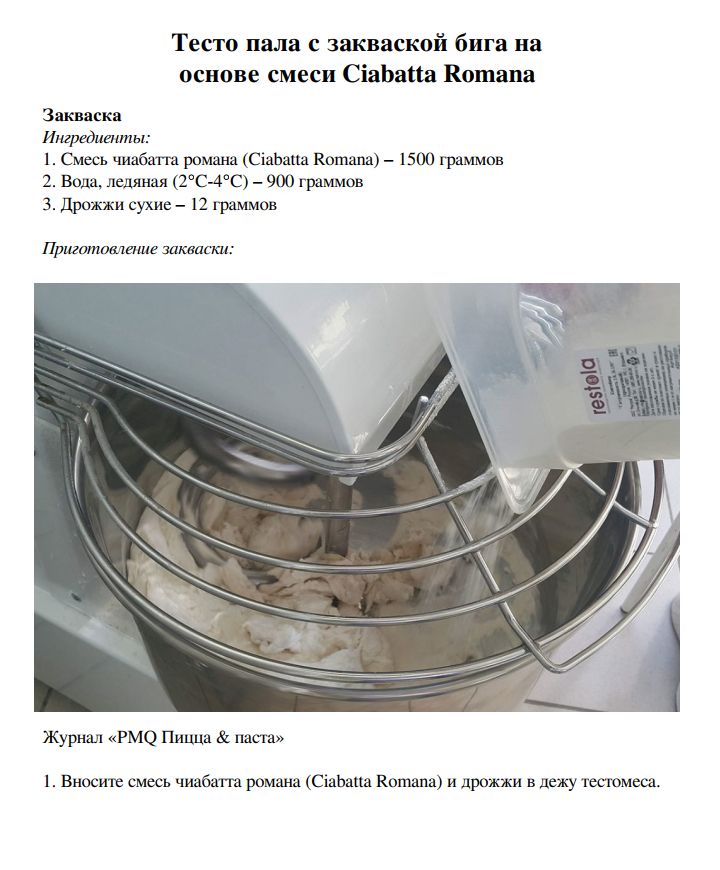 Тесто пала с закваской бига на
основе смеси Ciabatta Romana
Закваска
Ингредиенты:
1. Смесь чиабатта романа (Ciabatta Romana) – 1500 граммов
2. Вода, ледяная (2°C-4°C) – 900 граммов
3. Дрожжи сухие – 12 граммов
Приготовление закваски:
restola
Журнал «PMQ Пицца & паста»
1. Вносите смесь чиабатта романа (Ciabatta Romana) и дрожжи в дежу тестомеса.